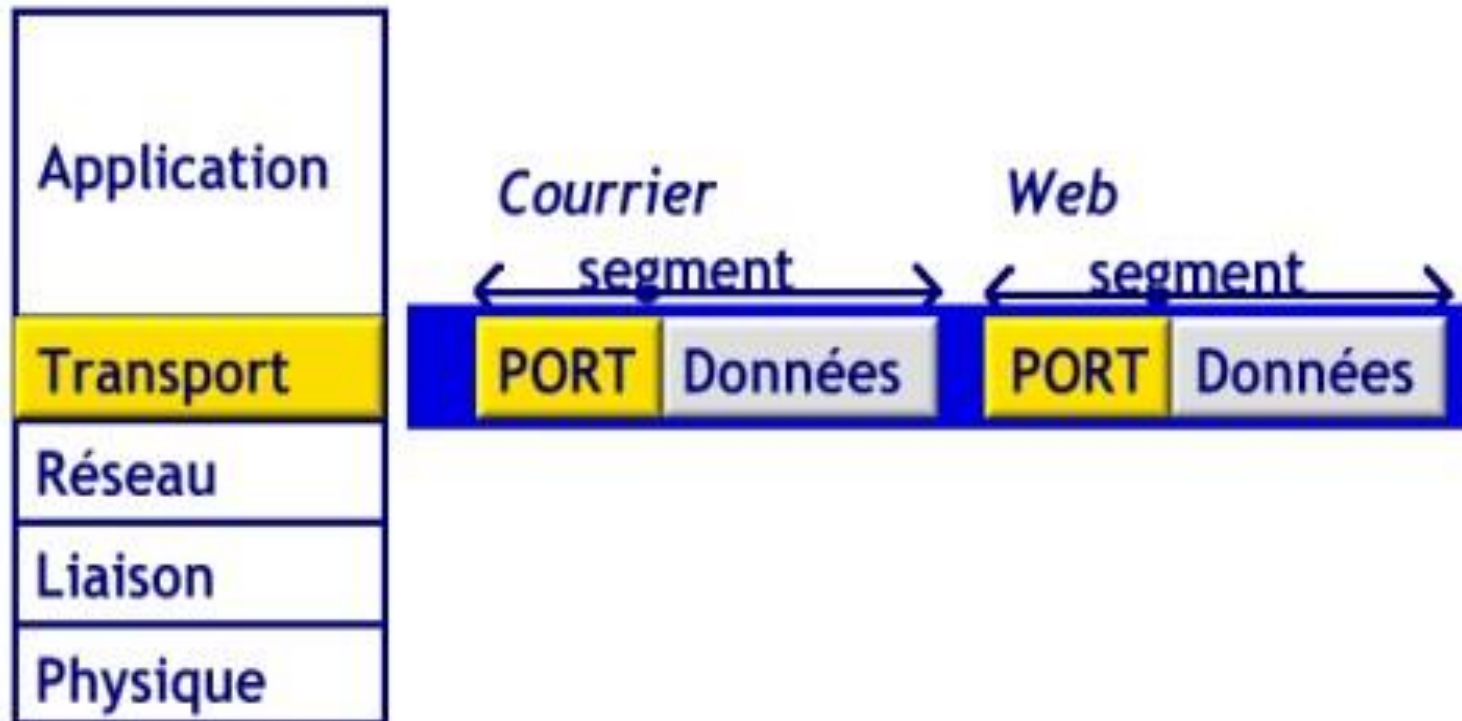 Application
Courrier
Web
segment
segment
Transport
PORT
Données
PORT
Données
Réseau
Liaison
Physique